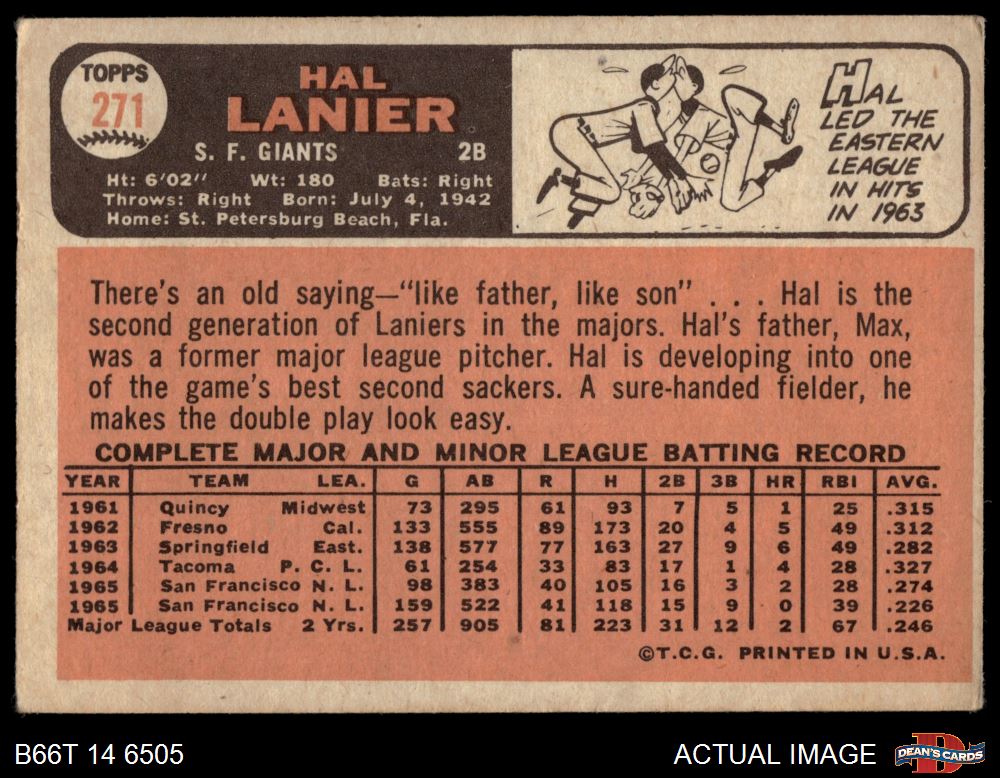 TOPPS
271
HAL
LANIER
S. F. GIANTS 2B
Ht: 6'02" Wt: 180 Bats: Right
Throws: Right Born: July 4, 1942
Home: St. Petersburg Beach, Fla.
HAL
LED THE
EASTERN
LEAGUE
IN HITS
IN 1963
There's an old saying—"like father, like son" . . . Hal is the
second generation of Laniers in the majors. Hal's father, Max,
was a former major league pitcher. Hal is developing into one
of the game's best second sackers. A sure-handed fielder, he
makes the double play look easy.
COMPLETE MAJOR AND MINOR LEAGUE BATTING RECORD
YEAR TEAM LEA. G AB R H 2B 3B HR RBI AVG.
1961 Quincy Midwest 73 295 61 93 7 5 1 25 .315
1962 Fresno Cal. 133 555 89 173 20 4 5 49 .312
1963 Springfield East. 138 577 77 163 27 9 6 49 .282
1964 Tacoma P. C. L. 61 254 33 83 17 1 4 28 .327
1965 San Francisco N. L. 98 383 40 105 16 3 2 28 .274
1965 San Francisco N. L. 159 522 41 118 15 9 0 39 .226
Major League Totals 2 Yrs. 257 905 81 223 31 12 2 67 .246
©T.C.G. PRINTED IN U.S.A.
B66T 14 6505 ACTUAL IMAGE DEAN'S CARDS